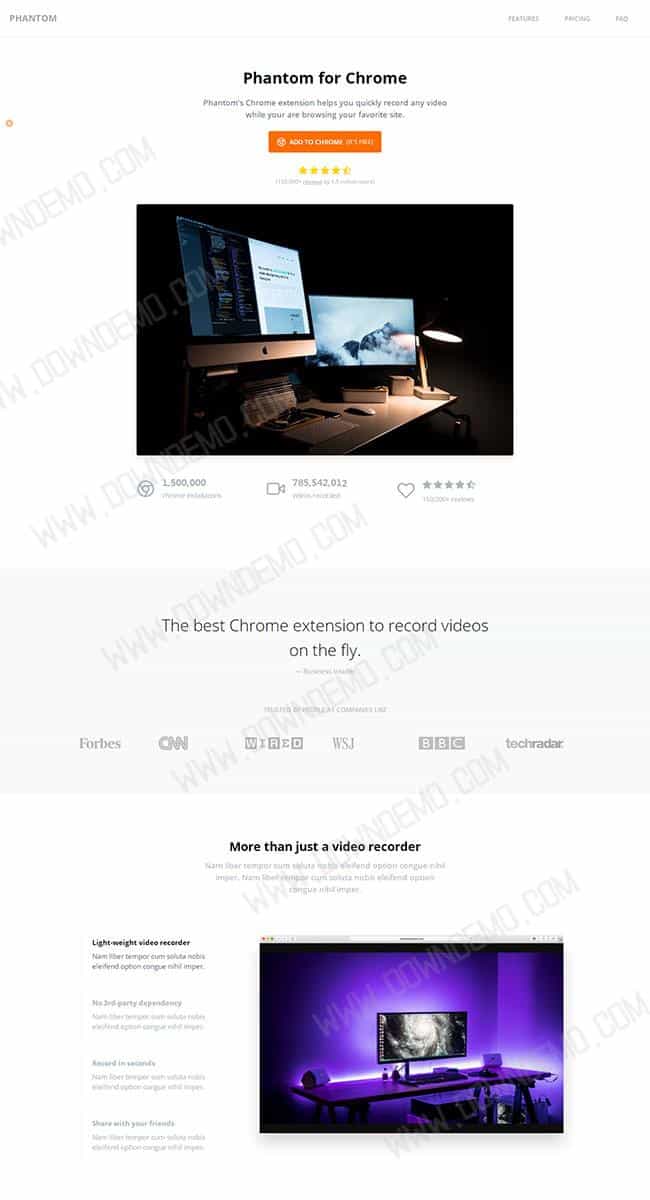 PHANTOM
FEATURES PRICING FAQ
Phantom for Chrome
Phantom's Chrome extension helps you quickly record any video
while your are browsing your favorite site.
ADD TO CHROME (IT'S FREE)
1,500,000
785,542,012
Chrome installations
videos recorded
150,000+ reviews
The best Chrome extension to record videos
on the fly.
— Business Insider
TRUSTED BY PEOPLE AT COMPANIES LIKE
Forbes CNN WIRED WSJ BBC techradar.
More than just a video recorder
Nam liber tempor cum soluta nobis eleifend option congue nihil
imper. Nam liber tempor cum soluta nobis eleifend option
congue nihil imper.
Light-weight video recorder
Nam liber tempor cum soluta nobis
eleifend option congue nihil imper.
No 3rd-party dependency
Nam liber tempor cum soluta nobis
eleifend option congue nihil imper.
Record in seconds
Nam liber tempor cum soluta nobis
eleifend option congue nihil imper.
Share with your friends
Nam liber tempor cum soluta nobis
eleifend option congue nihil imper.
WWW.DOWNDEMO.COM